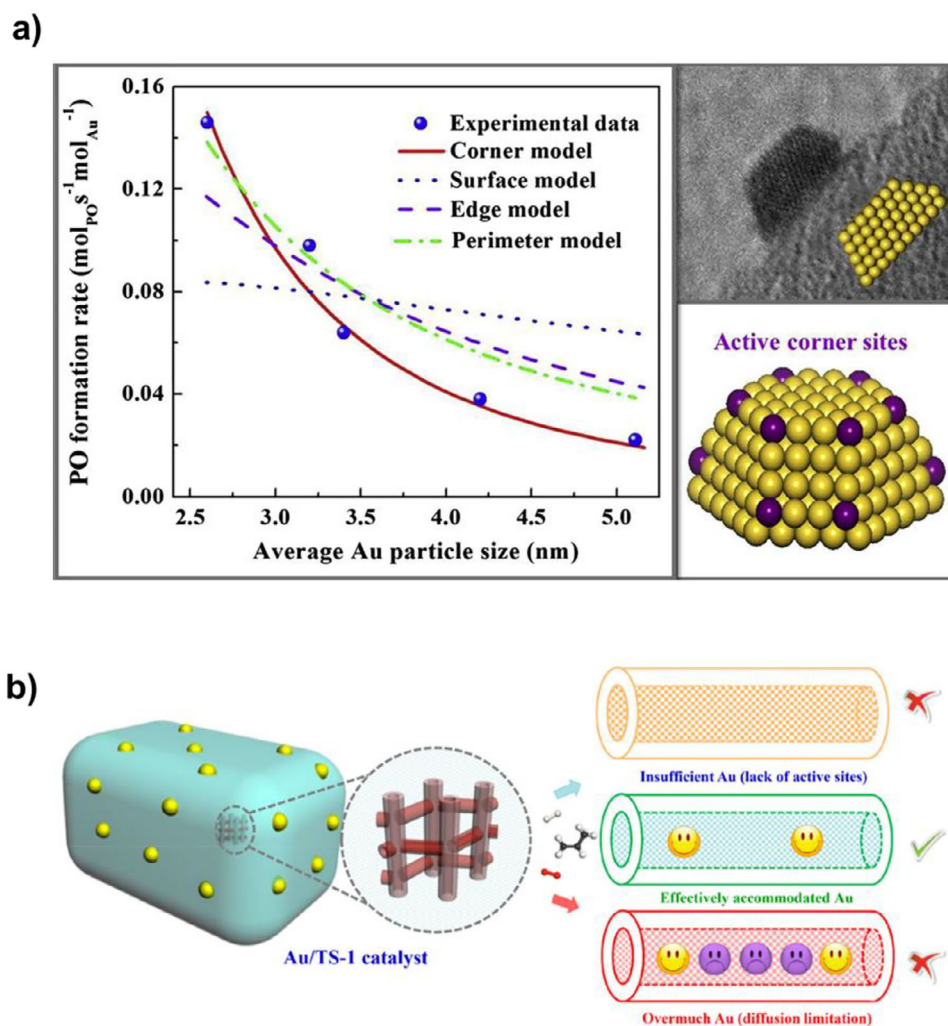 a)
PO formation rate (mol_PO s⁻¹mol_Au⁻¹)
0.16
0.12
0.08
0.04
0.00
Experimental data
Corner model
Surface model
Edge model
Perimeter model
2.5 3.0 3.5 4.0 4.5 5.0
Average Au particle size (nm)
Active corner sites
b)
Au/TS-1 catalyst
Insufficient Au (lack of active sites)
Effectively accommodated Au
Overmuch Au (diffusion limitation)